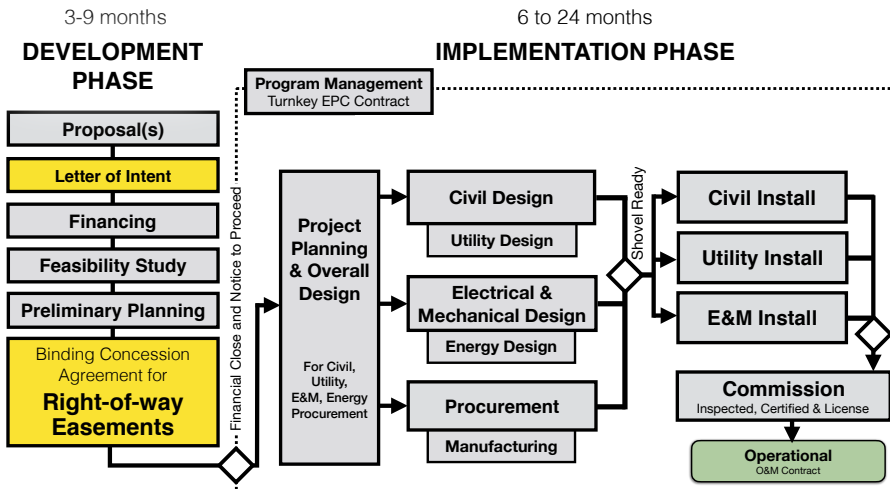 3-9 months
DEVELOPMENT
PHASE
6 to 24 months
IMPLEMENTATION PHASE
Program Management
Turnkey EPC Contract
Proposal(s)
Letter of Intent
Financing
Feasibility Study
Preliminary Planning
Binding Concession
Agreement for
Right-of-way
Easements
Financial Close and Notice to Proceed
Project
Planning
& Overall
Design
For Civil,
Utility,
E&M, Energy
Procurement
Civil Design
Utility Design
Electrical &
Mechanical Design
Energy Design
Procurement
Manufacturing
Shovel Ready
Civil Install
Utility Install
E&M Install
Commission
Inspected, Certified & License
Operational
O&M Contract